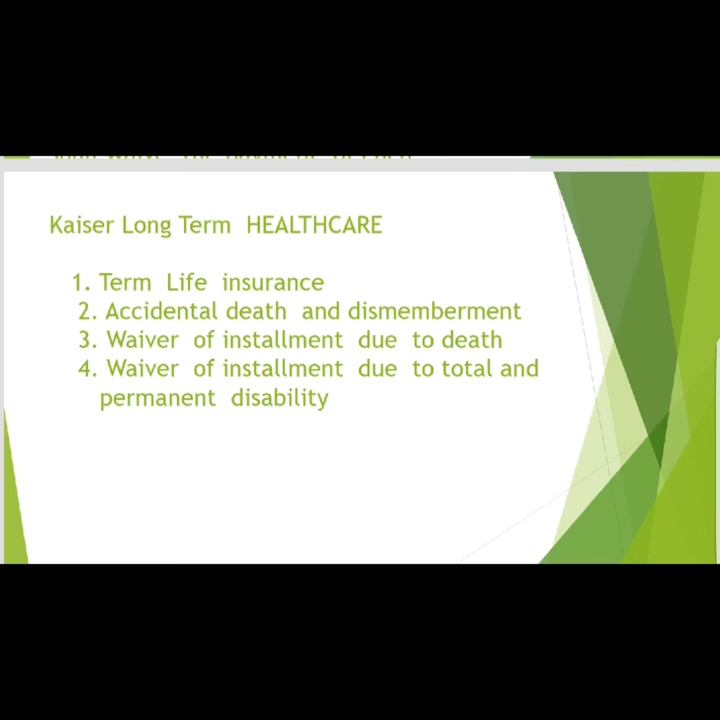 Kaiser Long Term HEALTHCARE
1. Term Life insurance
2. Accidental death and dismemberment
3. Waiver of installment due to death
4. Waiver of installment due to total and
permanent disability